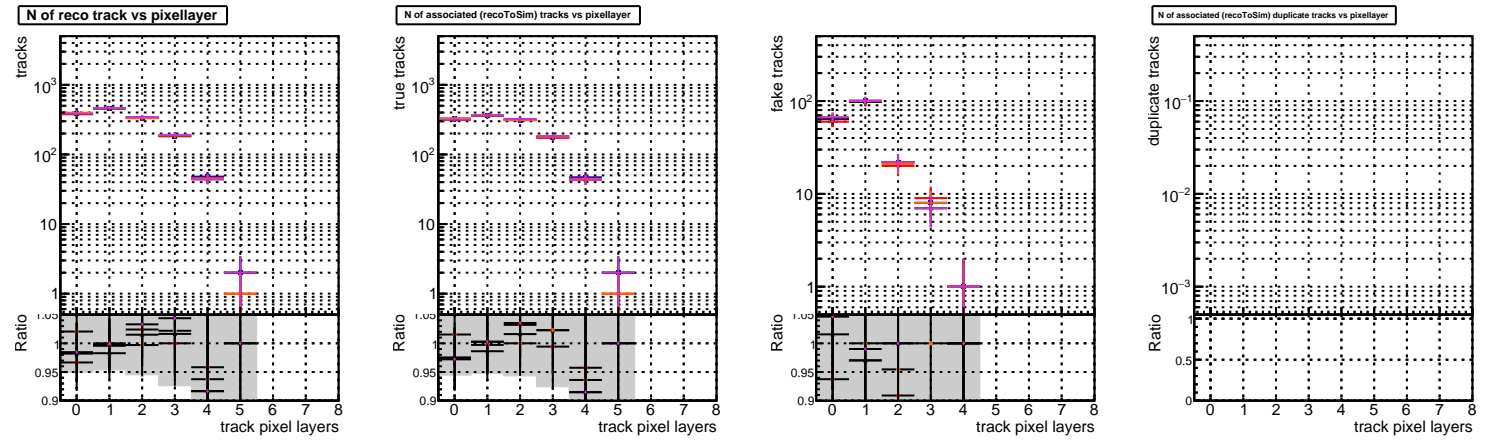 N of reco track vs pixellayer
tracks
10³
10²
10
1
Ratio
1.05
1
0.95
0.9
0 1 2 3 4 5 6 7 8
track pixel layers
N of associated (recoToSim) tracks vs pixellayer
true tracks
10³
10²
10
1
Ratio
1.05
1
0.95
0.9
0 1 2 3 4 5 6 7 8
track pixel layers
fake tracks
10²
10
1
Ratio
1.05
1
0.95
0.9
0 1 2 3 4 5 6 7 8
track pixel layers
N of associated (recoToSim) duplicate tracks vs pixellayer
duplicate tracks
10⁻¹
10⁻²
10⁻³
Ratio
1
0.5
0
0 1 2 3 4 5 6 7 8
track pixel layers